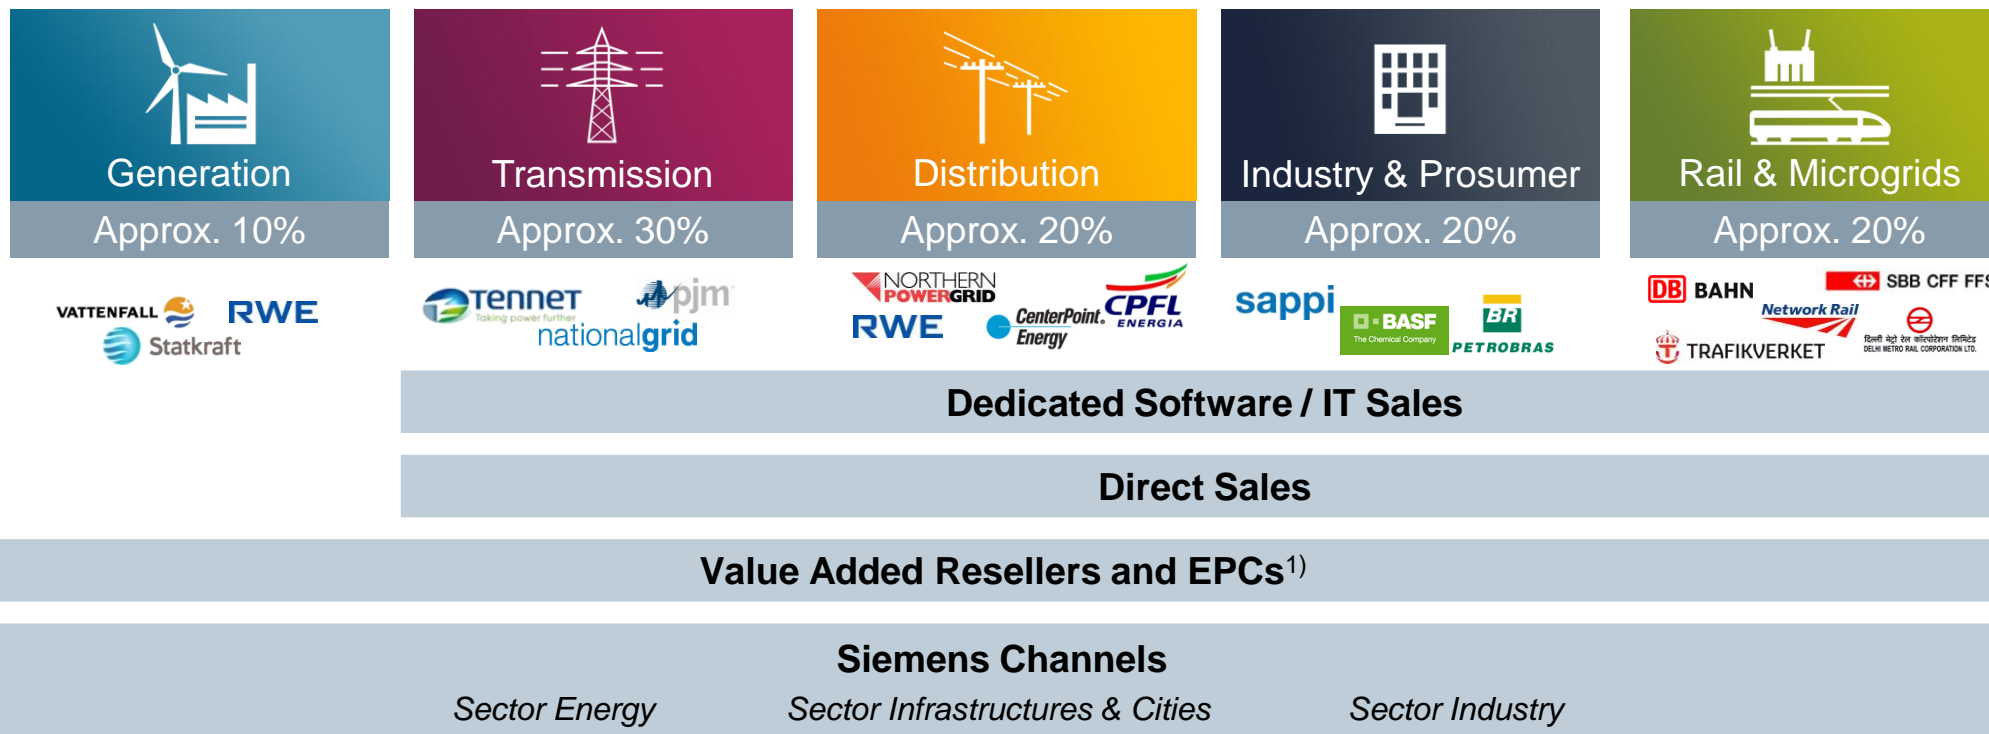 Generation
Approx. 10%
VATTENFALL
RWE
Statkraft
Transmission
Approx. 30%
TenneT
Taking power further
pjm
nationalgrid
Distribution
Approx. 20%
NORTHERN
POWERGRID
RWE
CenterPoint.
Energy
CPFL
ENERGIA
Industry & Prosumer
Approx. 20%
sappi
BASF
The Chemical Company
BR
PETROBRAS
Rail & Microgrids
Approx. 20%
DB BAHN
SBB CFF FFS
Network Rail
TRAFIKVERKET
दिल्ली मेट्रो रेल कॉरपोरेशन लिमिटेड
DELHI METRO RAIL CORPORATION LTD.
Dedicated Software / IT Sales
Direct Sales
Value Added Resellers and EPCs1)
Siemens Channels
Sector Energy
Sector Infrastructures & Cities
Sector Industry